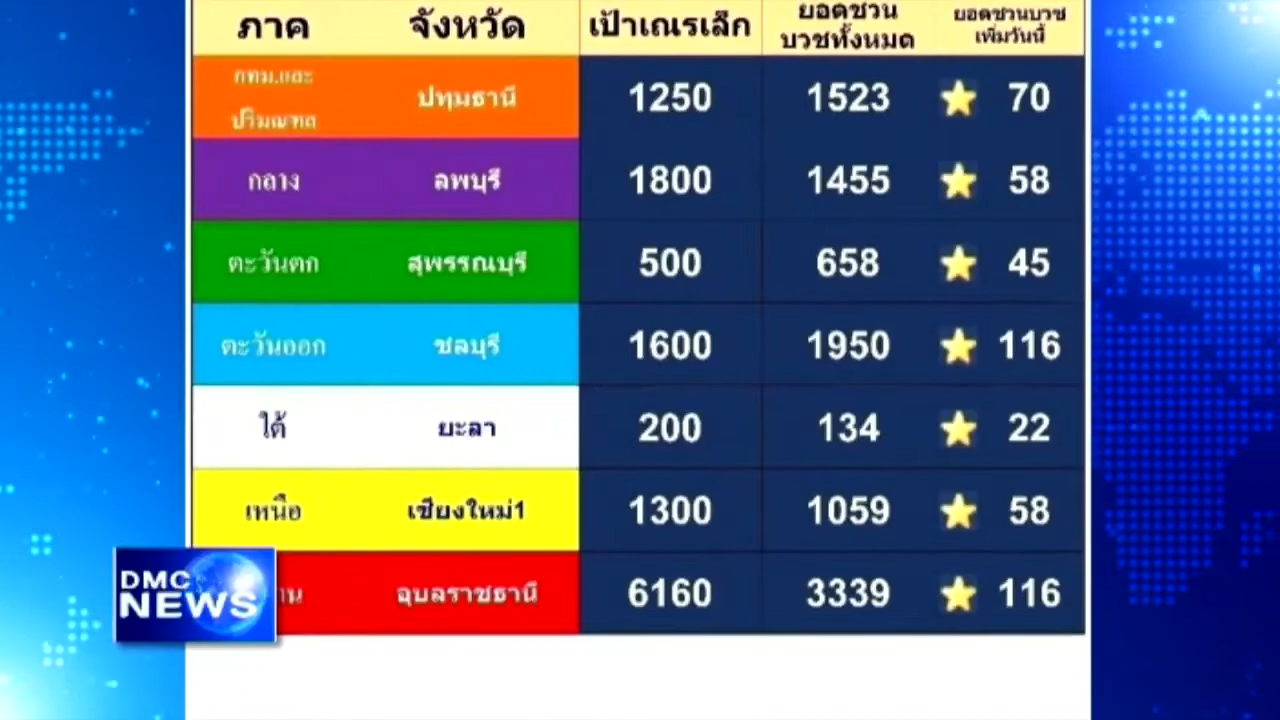 ภาค จังหวัด เป้าเณรเล็ก ยอดชวน บวชทั้งหมด ยอดชวนบวช เพิ่มวันนี้
กทม.และ ปริมณฑล ปทุมธานี 1250 1523 70
กลาง ลพบุรี 1800 1455 58
ตะวันตก สุพรรณบุรี 500 658 45
ตะวันออก ชลบุรี 1600 1950 116
ใต้ ยะลา 200 134 22
เหนือ เชียงใหม่1 1300 1059 58
อุบลราชธานี 6160 3339 116
DMC
NEWS